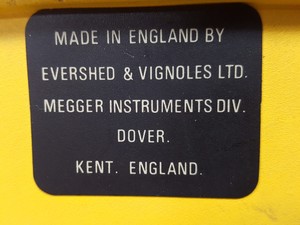 MADE IN ENGLAND BY
EVERSHED & VIGNOLES LTD.
MEGGER INSTRUMENTS DIV.
DOVER.
KENT. ENGLAND.